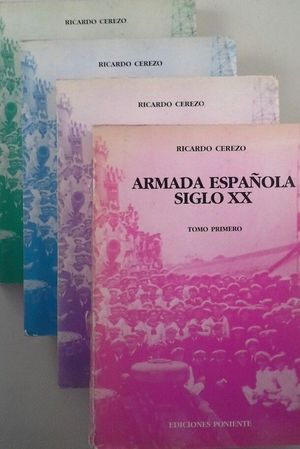 RICARDO CEREZO
RICARDO CEREZO
RICARDO CEREZO
RICARDO CEREZO
ARMADA ESPAÑOLA
SIGLO XX
TOMO PRIMERO
EDICIONES PONIENTE